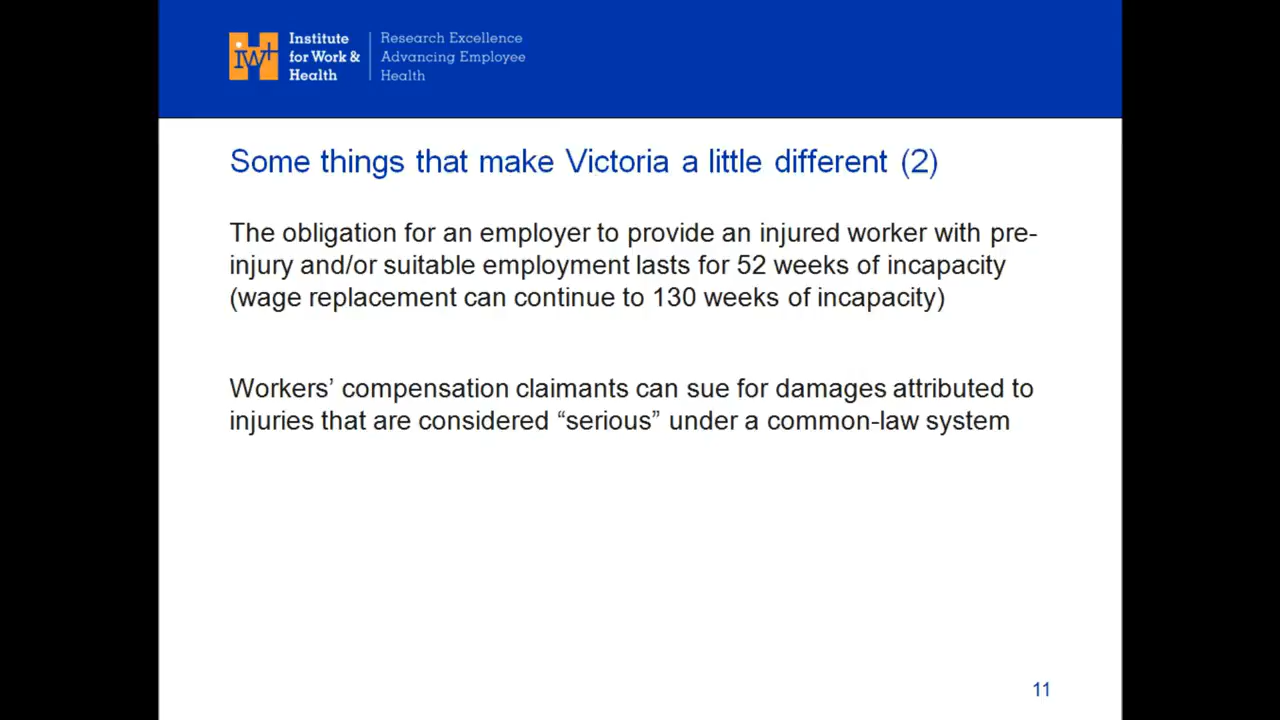 iw+
Institute
for Work &
Health
Research Excellence
Advancing Employee
Health
Some things that make Victoria a little different (2)
The obligation for an employer to provide an injured worker with pre-
injury and/or suitable employment lasts for 52 weeks of incapacity
(wage replacement can continue to 130 weeks of incapacity)
Workers’ compensation claimants can sue for damages attributed to
injuries that are considered “serious” under a common-law system
11